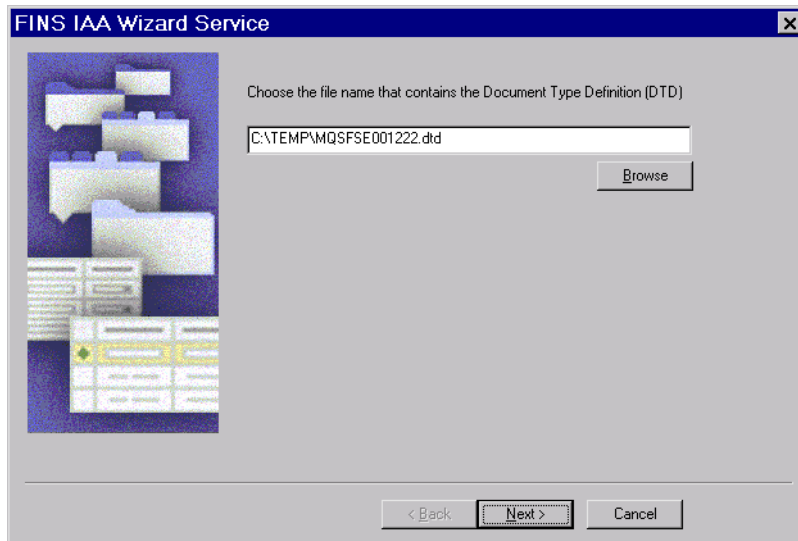 FINS IAA Wizard Service
Choose the file name that contains the Document Type Definition (DTD)
C:\TEMP\MQSFSE001222.dtd
Browse
< Back Next > Cancel